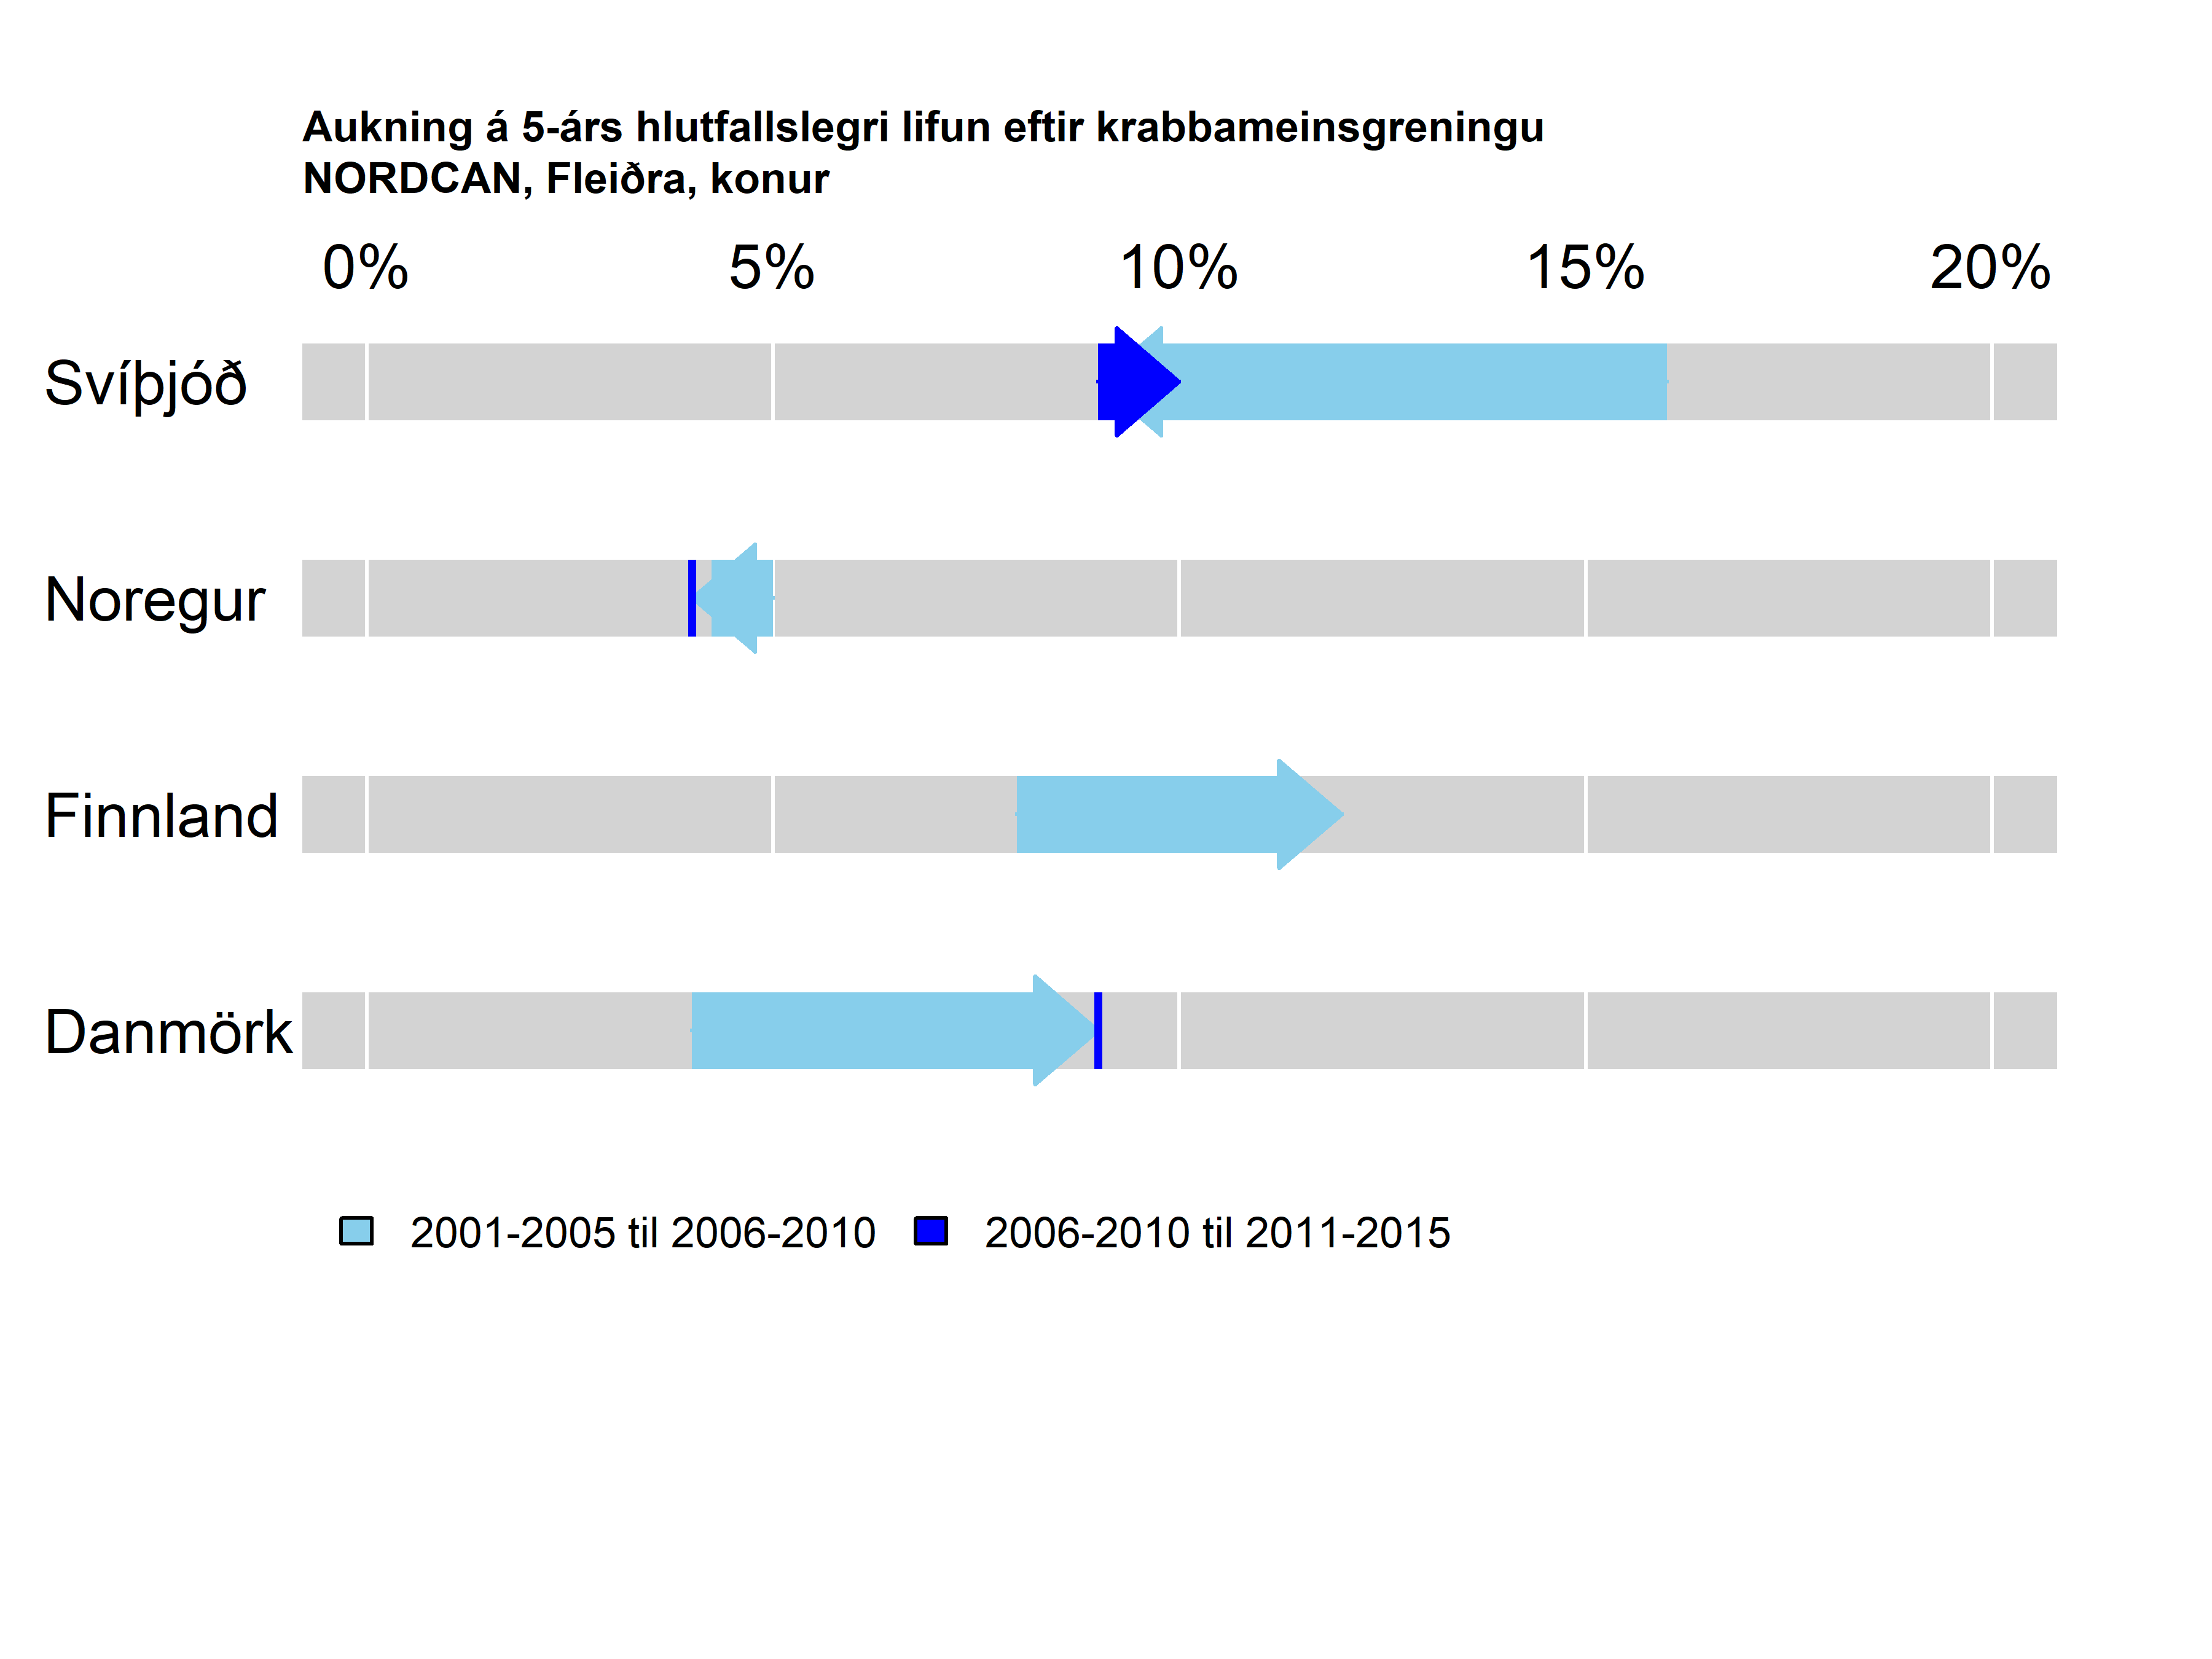 Aukning á 5-árs hlutfallslegri lifun eftir krabbameinsgreningu
NORDCAN, Fleiðra, konur
0% 5% 10% 15% 20%
Svíþjóð
Noregur
Finnland
Danmörk
2001-2005 til 2006-2010 2006-2010 til 2011-2015